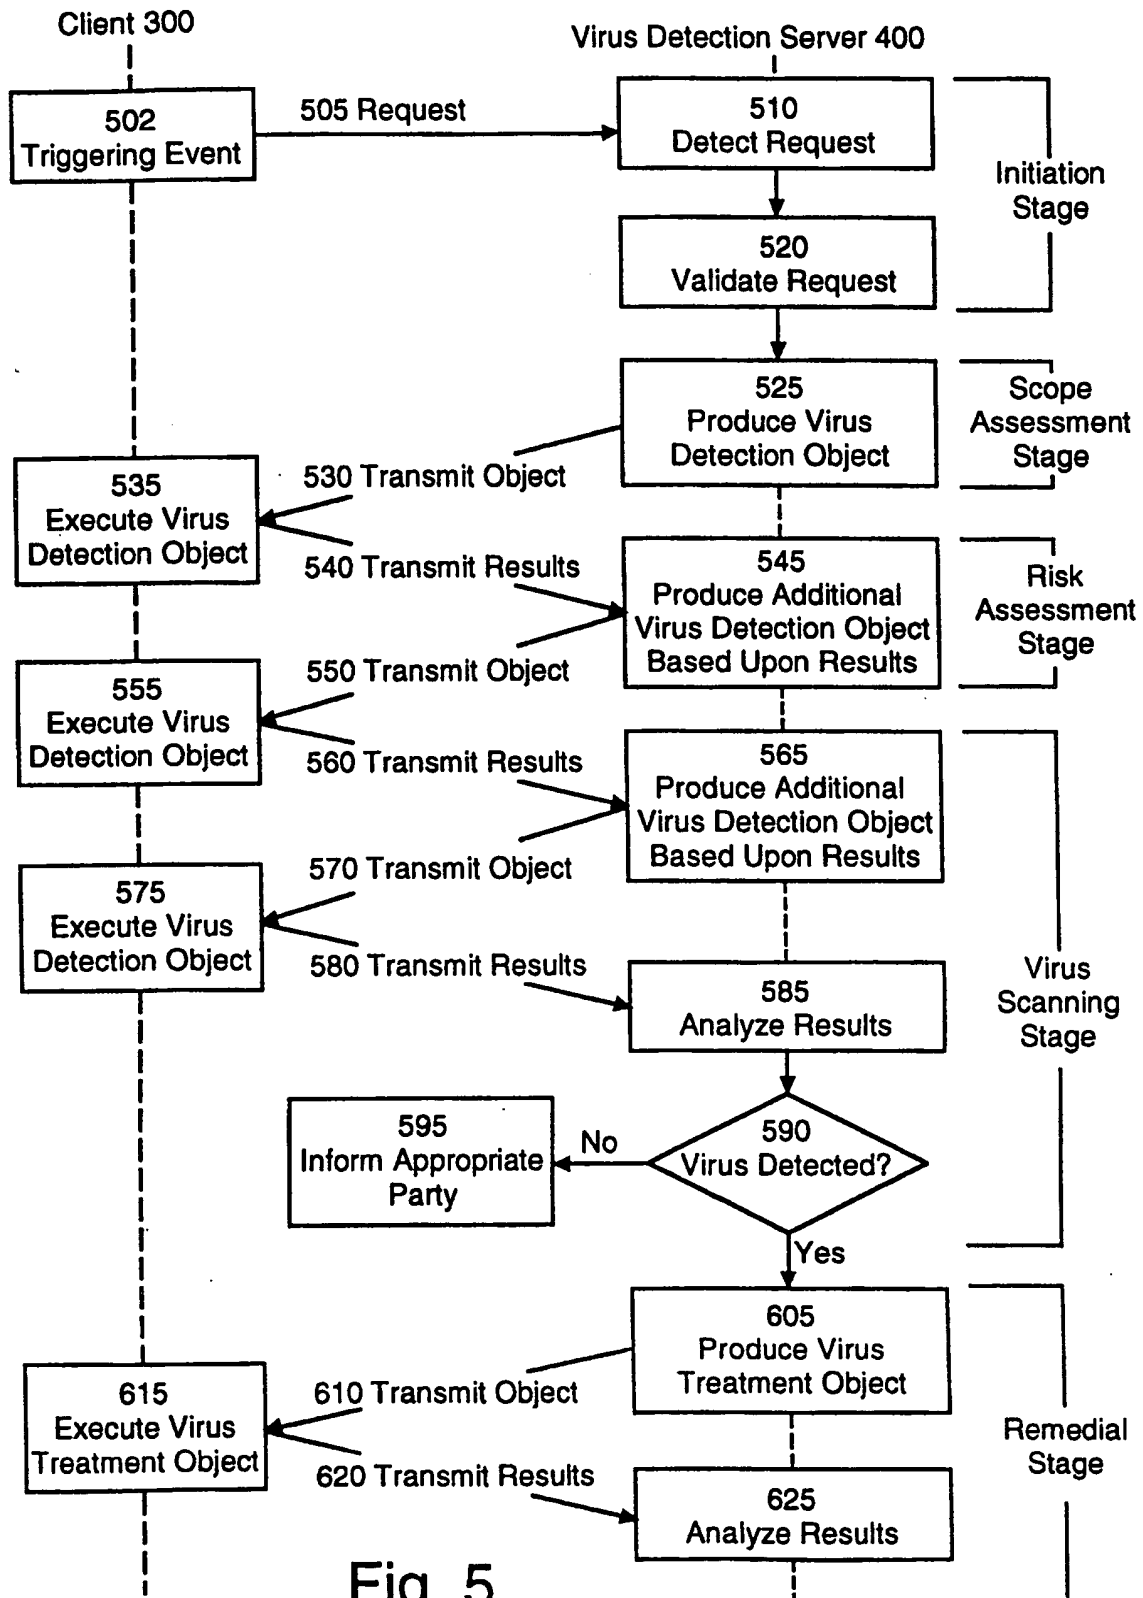 Client 300
Virus Detection Server 400
502
Triggering Event
505 Request
510
Detect Request
Initiation
Stage
520
Validate Request
525
Produce Virus
Detection Object
Scope
Assessment
Stage
530 Transmit Object
535
Execute Virus
Detection Object
540 Transmit Results
545
Produce Additional
Virus Detection Object
Based Upon Results
Risk
Assessment
Stage
550 Transmit Object
555
Execute Virus
Detection Object
560 Transmit Results
565
Produce Additional
Virus Detection Object
Based Upon Results
570 Transmit Object
575
Execute Virus
Detection Object
580 Transmit Results
585
Analyze Results
Virus
Scanning
Stage
590
Virus Detected?
No
595
Inform Appropriate
Party
Yes
605
Produce Virus
Treatment Object
610 Transmit Object
615
Execute Virus
Treatment Object
620 Transmit Results
625
Analyze Results
Remedial
Stage
Fig. 5